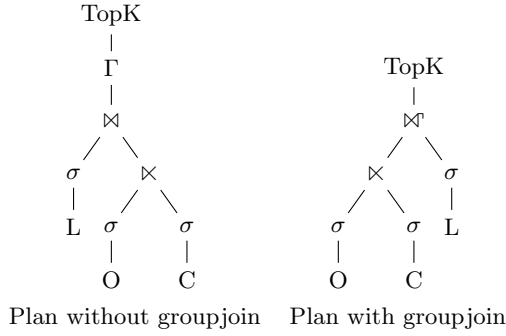 TopK
Γ
TopK
⋈
⋈Γ
σ
⋉
⋉
σ
L
σ
σ
σ
σ
L
O
C
O
C
Plan without groupjoin
Plan with groupjoin